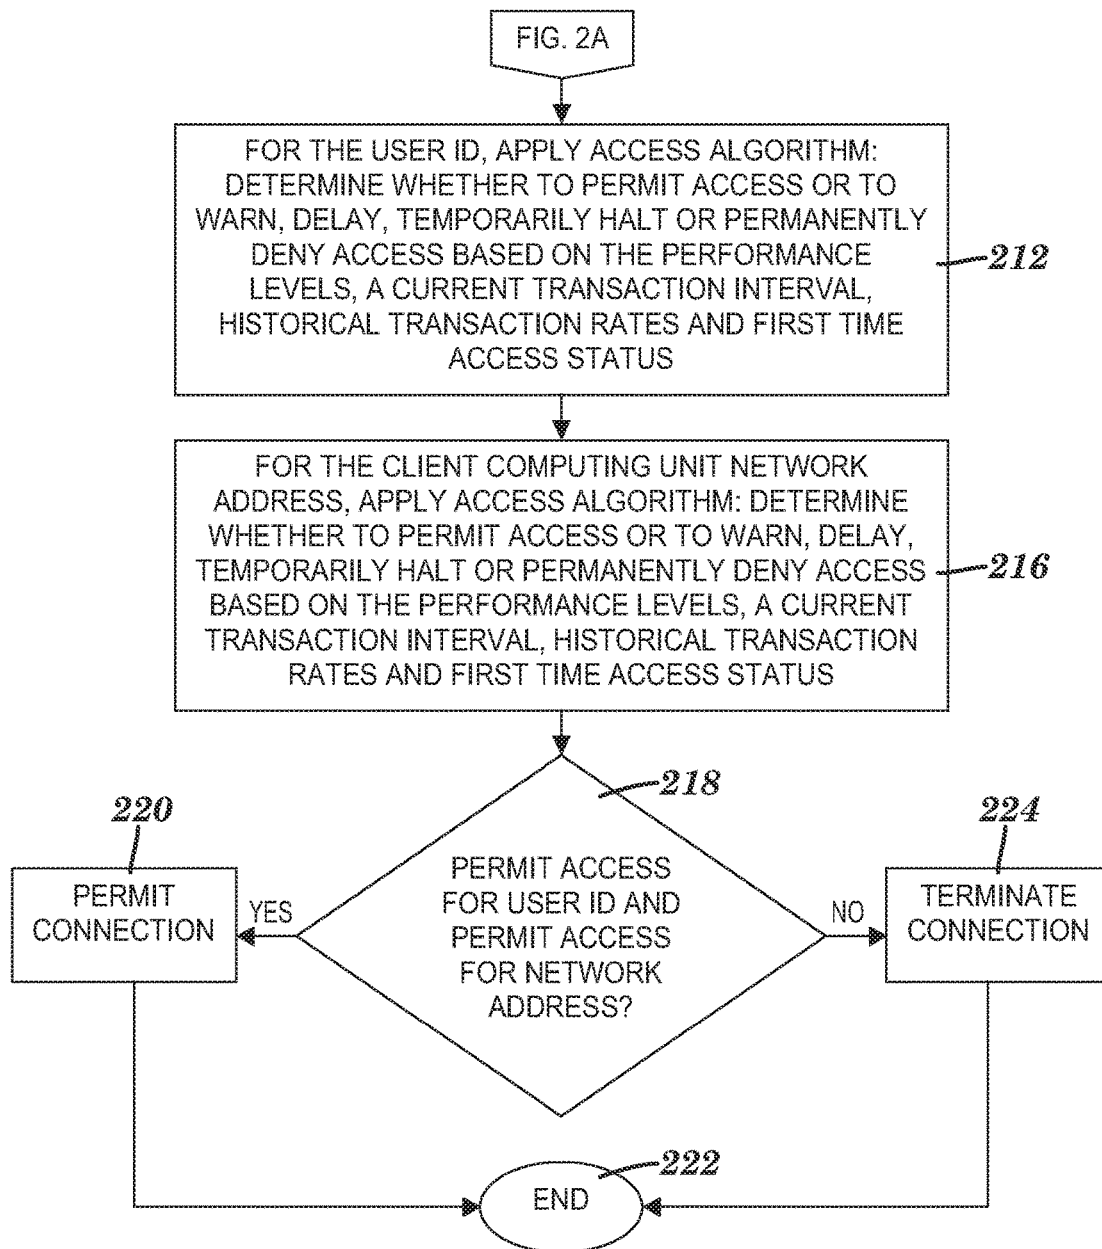 FIG. 2A
FOR THE USER ID, APPLY ACCESS ALGORITHM:
DETERMINE WHETHER TO PERMIT ACCESS OR TO
WARN, DELAY, TEMPORARILY HALT OR PERMANENTLY
DENY ACCESS BASED ON THE PERFORMANCE
LEVELS, A CURRENT TRANSACTION INTERVAL,
HISTORICAL TRANSACTION RATES AND FIRST TIME
ACCESS STATUS
212
FOR THE CLIENT COMPUTING UNIT NETWORK
ADDRESS, APPLY ACCESS ALGORITHM: DETERMINE
WHETHER TO PERMIT ACCESS OR TO WARN, DELAY,
TEMPORARILY HALT OR PERMANENTLY DENY ACCESS
BASED ON THE PERFORMANCE LEVELS, A CURRENT
TRANSACTION INTERVAL, HISTORICAL TRANSACTION
RATES AND FIRST TIME ACCESS STATUS
216
218
PERMIT ACCESS
FOR USER ID AND
PERMIT ACCESS
FOR NETWORK
ADDRESS?
220
PERMIT
CONNECTION
YES
NO
224
TERMINATE
CONNECTION
222
END